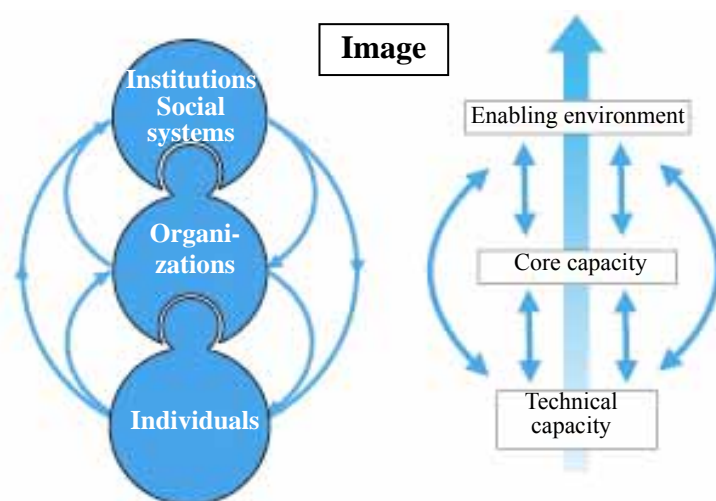 Image
Institutions
Social
systems
Organi-
zations
Individuals
Enabling environment
Core capacity
Technical
capacity